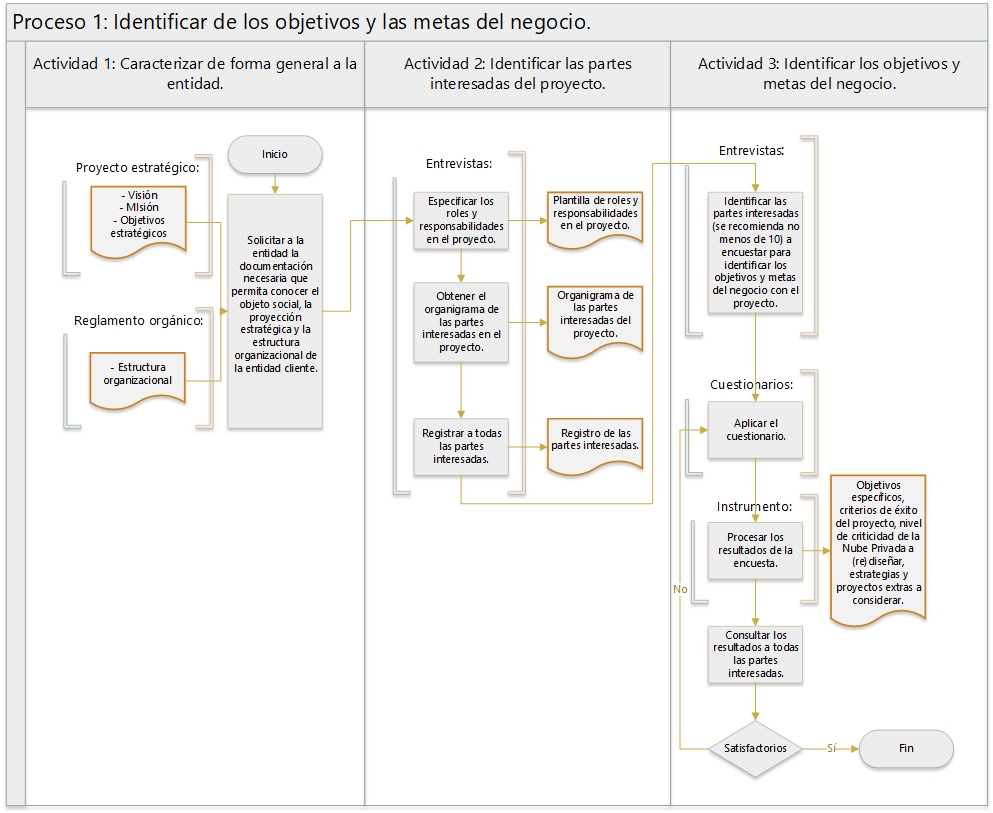 Proceso 1: Identificar de los objetivos y las metas del negocio.
Actividad 1: Caracterizar de forma general a la
entidad.
Actividad 2: Identificar las partes
interesadas del proyecto.
Actividad 3: Identificar los objetivos y
metas del negocio.
Inicio
Proyecto estratégico:
- Visión
- MIsión
- Objetivos
estratégicos
Reglamento orgánico:
- Estructura
organizacional
Solicitar a la
entidad la
documentación
necesaria que
permita conocer el
objeto social, la
proyección
estratégica y la
estructura
organizacional de
la entidad cliente.
Entrevistas:
Especificar los
roles y
responsabilidades
en el proyecto.
Plantilla de roles y
responsabilidades
en el proyecto.
Obtener el
organigrama de
las partes
interesadas en el
proyecto.
Organigrama de
las partes
interesadas del
proyecto.
Registrar a todas
las partes
interesadas.
Registro de las
partes interesadas.
Entrevistas:
Identificar las
partes interesadas
(se recomienda no
menos de 10) a
encuestar para
identificar los
objetivos y metas
del negocio con el
proyecto.
Cuestionarios:
Aplicar el
cuestionario.
Instrumento:
Procesar los
resultados de la
encuesta.
Objetivos
específicos,
criterios de éxito
del proyecto, nivel
de criticidad de la
Nube Privada a
(re)diseñar,
estrategias y
proyectos extras a
considerar.
No
Consultar los
resultados a todas
las partes
interesadas.
Satisfactorios
Sí
Fin